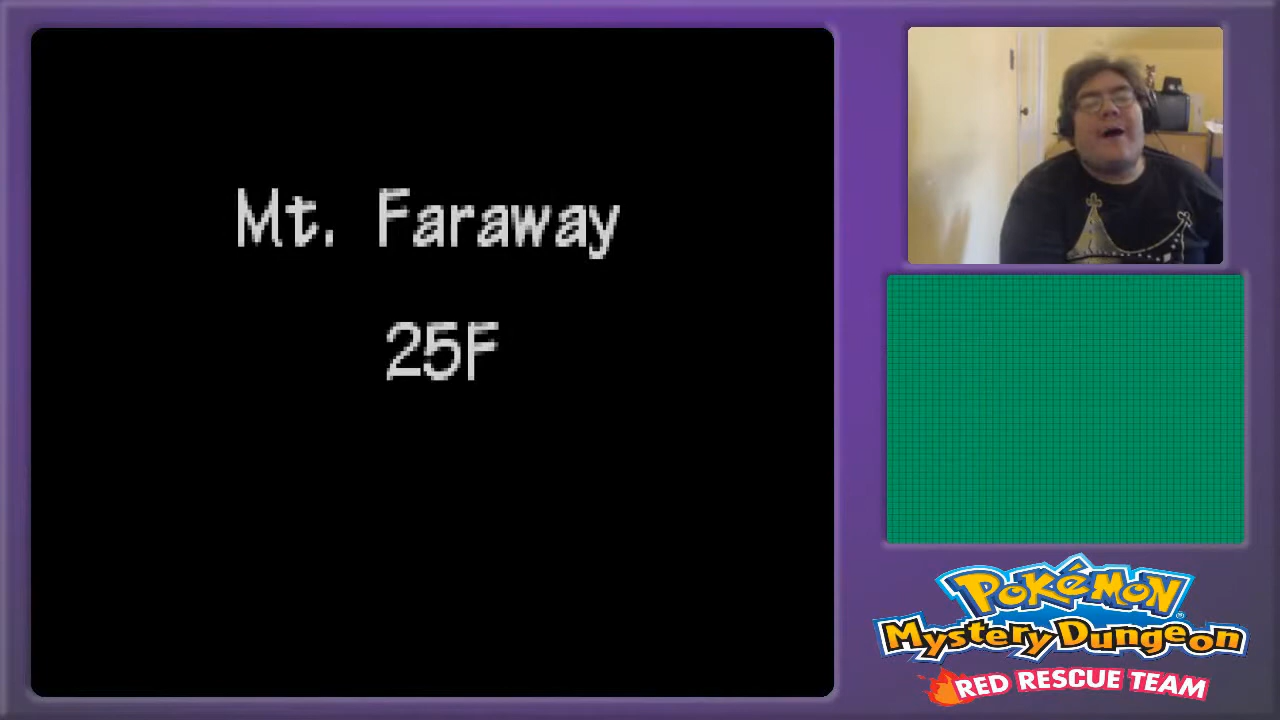 Mt. Faraway
25F
POKéMON
Mystery Dungeon
RED RESCUE TEAM